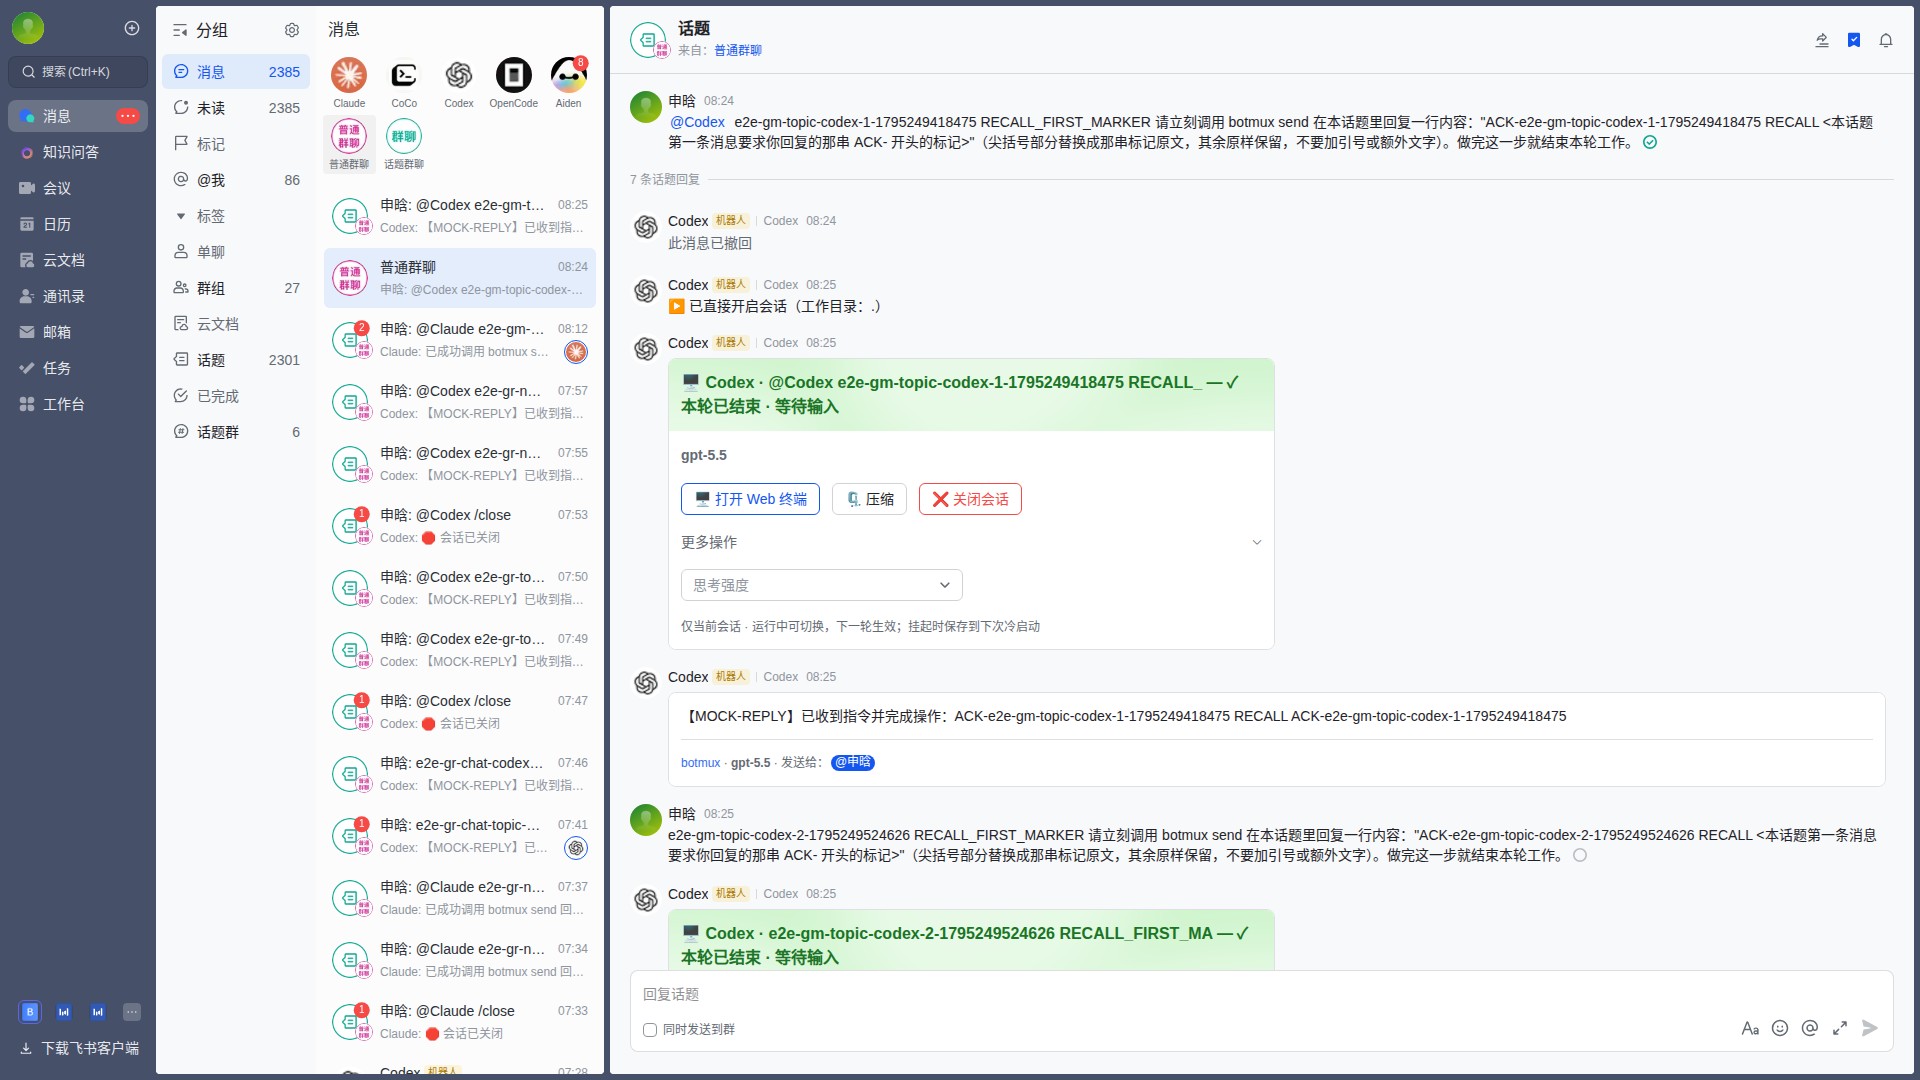 搜索 (Ctrl+K)
消息
知识问答
会议
日历
云文档
通讯录
邮箱
任务
工作台
下载飞书客户端
分组
消息 2385
未读 2385
标记
@我 86
标签
单聊
群组 27
云文档
话题 2301
已完成
话题群 6
消息
8
Claude CoCo Codex OpenCode Aiden
普通群聊
群聊
普通群聊 话题群聊
申晗: @Codex e2e-gm-t... 08:25
Codex: 【MOCK-REPLY】已收到指...
普通群聊 08:24
申晗: @Codex e2e-gm-topic-codex-...
2 申晗: @Claude e2e-gm-... 08:12
Claude: 已成功调用 botmux s...
申晗: @Codex e2e-gr-n... 07:57
Codex: 【MOCK-REPLY】已收到指...
申晗: @Codex e2e-gr-n... 07:55
Codex: 【MOCK-REPLY】已收到指...
1 申晗: @Codex /close 07:53
Codex: 会话已关闭
申晗: @Codex e2e-gr-to... 07:50
Codex: 【MOCK-REPLY】已收到指...
申晗: @Codex e2e-gr-to... 07:49
Codex: 【MOCK-REPLY】已收到指...
1 申晗: @Codex /close 07:47
Codex: 会话已关闭
申晗: e2e-gr-chat-codex... 07:46
Codex: 【MOCK-REPLY】已收到指...
1 申晗: e2e-gr-chat-topic-... 07:41
Codex: 【MOCK-REPLY】已...
申晗: @Claude e2e-gr-n... 07:37
Claude: 已成功调用 botmux send 回...
申晗: @Claude e2e-gr-n... 07:34
Claude: 已成功调用 botmux send 回...
1 申晗: @Claude /close 07:33
Claude: 会话已关闭
Codex 机器人 07:28
话题
来自：普通群聊
申晗 08:24
@Codex e2e-gm-topic-codex-1-1795249418475 RECALL_FIRST_MARKER 请立刻调用 botmux send 在本话题里回复一行内容："ACK-e2e-gm-topic-codex-1-1795249418475 RECALL <本话题
第一条消息要求你回复的那串 ACK- 开头的标记>"（尖括号部分替换成那串标记原文，其余原样保留，不要加引号或额外文字）。做完这一步就结束本轮工作。
7 条话题回复
Codex 机器人 Codex 08:24
此消息已撤回
Codex 机器人 Codex 08:25
已直接开启会话（工作目录：.）
Codex 机器人 Codex 08:25
Codex · @Codex e2e-gm-topic-codex-1-1795249418475 RECALL_ — ✓
本轮已结束 · 等待输入
gpt-5.5
打开 Web 终端 压缩 关闭会话
更多操作
思考强度
仅当前会话 · 运行中可切换，下一轮生效；挂起时保存到下次冷启动
Codex 机器人 Codex 08:25
【MOCK-REPLY】已收到指令并完成操作：ACK-e2e-gm-topic-codex-1-1795249418475 RECALL ACK-e2e-gm-topic-codex-1-1795249418475
botmux · gpt-5.5 · 发送给： @申晗
申晗 08:25
e2e-gm-topic-codex-2-1795249524626 RECALL_FIRST_MARKER 请立刻调用 botmux send 在本话题里回复一行内容："ACK-e2e-gm-topic-codex-2-1795249524626 RECALL <本话题第一条消息
要求你回复的那串 ACK- 开头的标记>"（尖括号部分替换成那串标记原文，其余原样保留，不要加引号或额外文字）。做完这一步就结束本轮工作。
Codex 机器人 Codex 08:25
Codex · e2e-gm-topic-codex-2-1795249524626 RECALL_FIRST_MA — ✓
本轮已结束 · 等待输入
回复话题
同时发送到群